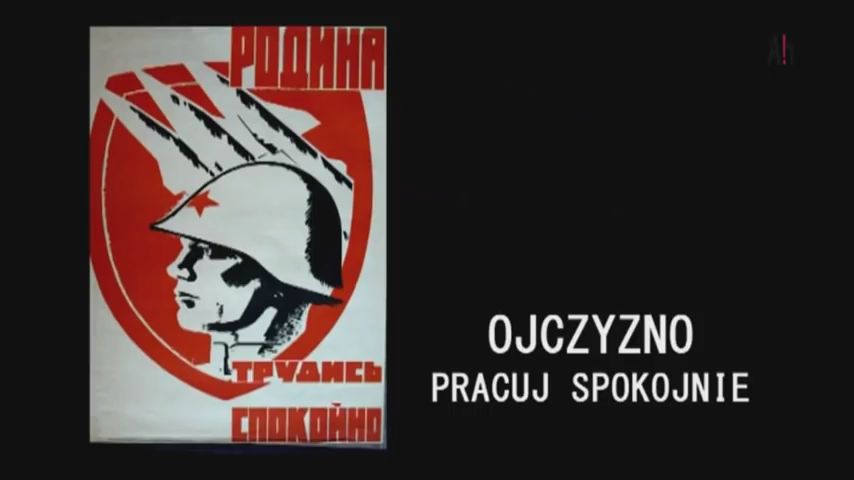 РОДИНА
ТРУДИСЬ
СПОКОЙНО
A!h
OJCZYZNO
PRACUJ SPOKOJNIE